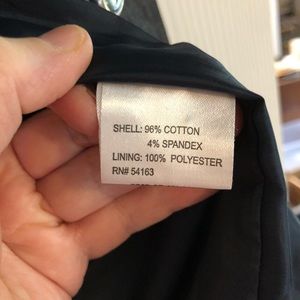 SHELL: 96% COTTON
4% SPANDEX
LINING: 100% POLYESTER
RN# 54163